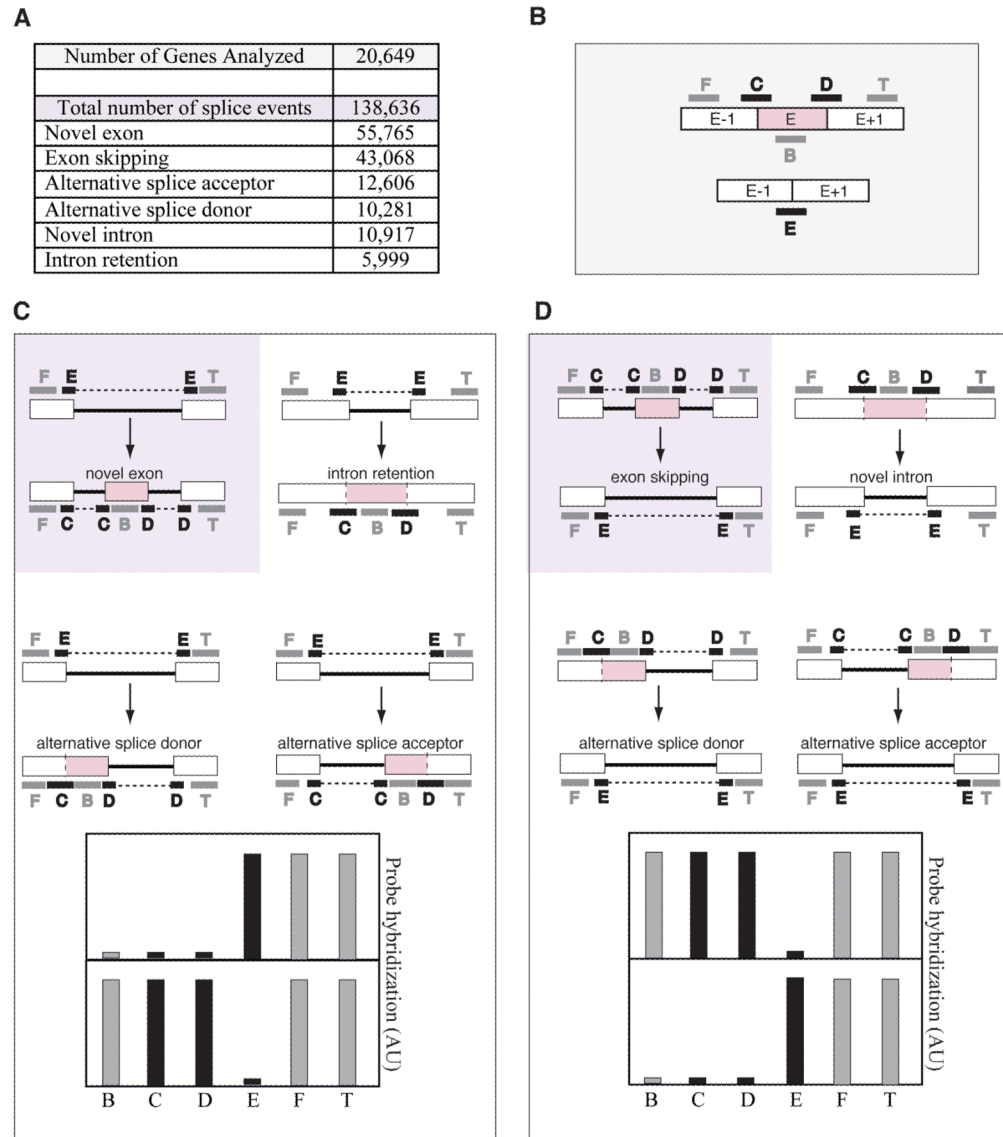 A
Number of Genes Analyzed 20,649
Total number of splice events 138,636
Novel exon 55,765
Exon skipping 43,068
Alternative splice acceptor 12,606
Alternative splice donor 10,281
Novel intron 10,917
Intron retention 5,999
B
F C D T
E-1 E E+1
B
E-1 E+1
E
C
F E E T
novel exon
F C C B D D T
F E E T
intron retention
F C B D T
F E E T
alternative splice donor
F C B D D T
F E E T
alternative splice acceptor
F C C B D T
Probe hybridization (AU)
B C D E F T
D
F C C B D D T
exon skipping
F E E T
F C B D T
novel intron
F E E T
F C B D D T
alternative splice donor
F E E T
F C C B D T
alternative splice acceptor
F E E T
Probe hybridization (AU)
B C D E F T